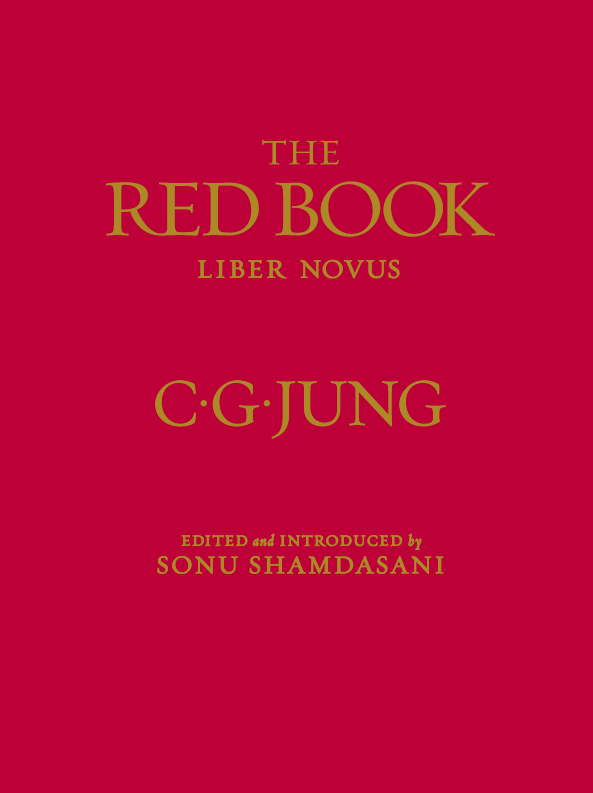 THE
RED BOOK
LIBER NOVUS
C·G·JUNG
EDITED and INTRODUCED by
SONU SHAMDASANI